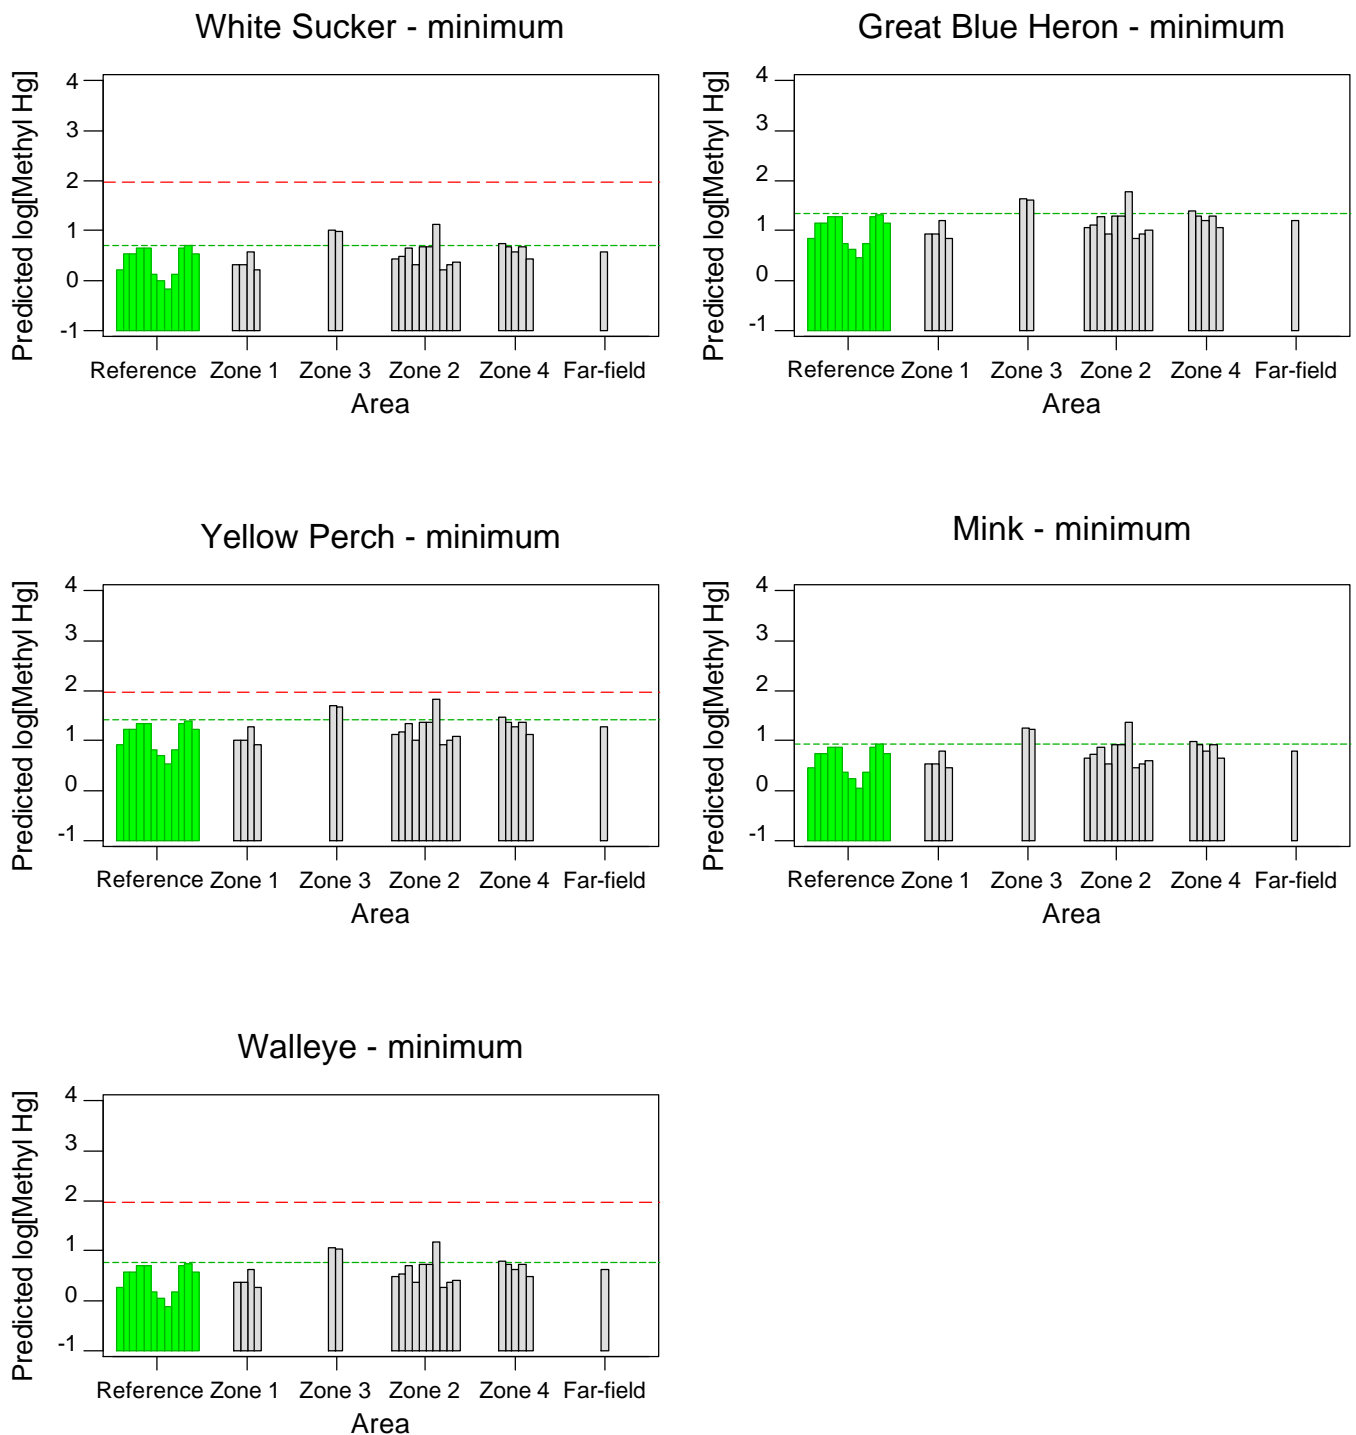 White Sucker - minimum
Predicted log[Methyl Hg]
4
3
2
1
0
-1
Reference Zone 1 Zone 3 Zone 2 Zone 4 Far-field
Area
Great Blue Heron - minimum
Predicted log[Methyl Hg]
4
3
2
1
0
-1
Reference Zone 1 Zone 3 Zone 2 Zone 4 Far-field
Area
Yellow Perch - minimum
Predicted log[Methyl Hg]
4
3
2
1
0
-1
Reference Zone 1 Zone 3 Zone 2 Zone 4 Far-field
Area
Mink - minimum
Predicted log[Methyl Hg]
4
3
2
1
0
-1
Reference Zone 1 Zone 3 Zone 2 Zone 4 Far-field
Area
Walleye - minimum
Predicted log[Methyl Hg]
4
3
2
1
0
-1
Reference Zone 1 Zone 3 Zone 2 Zone 4 Far-field
Area